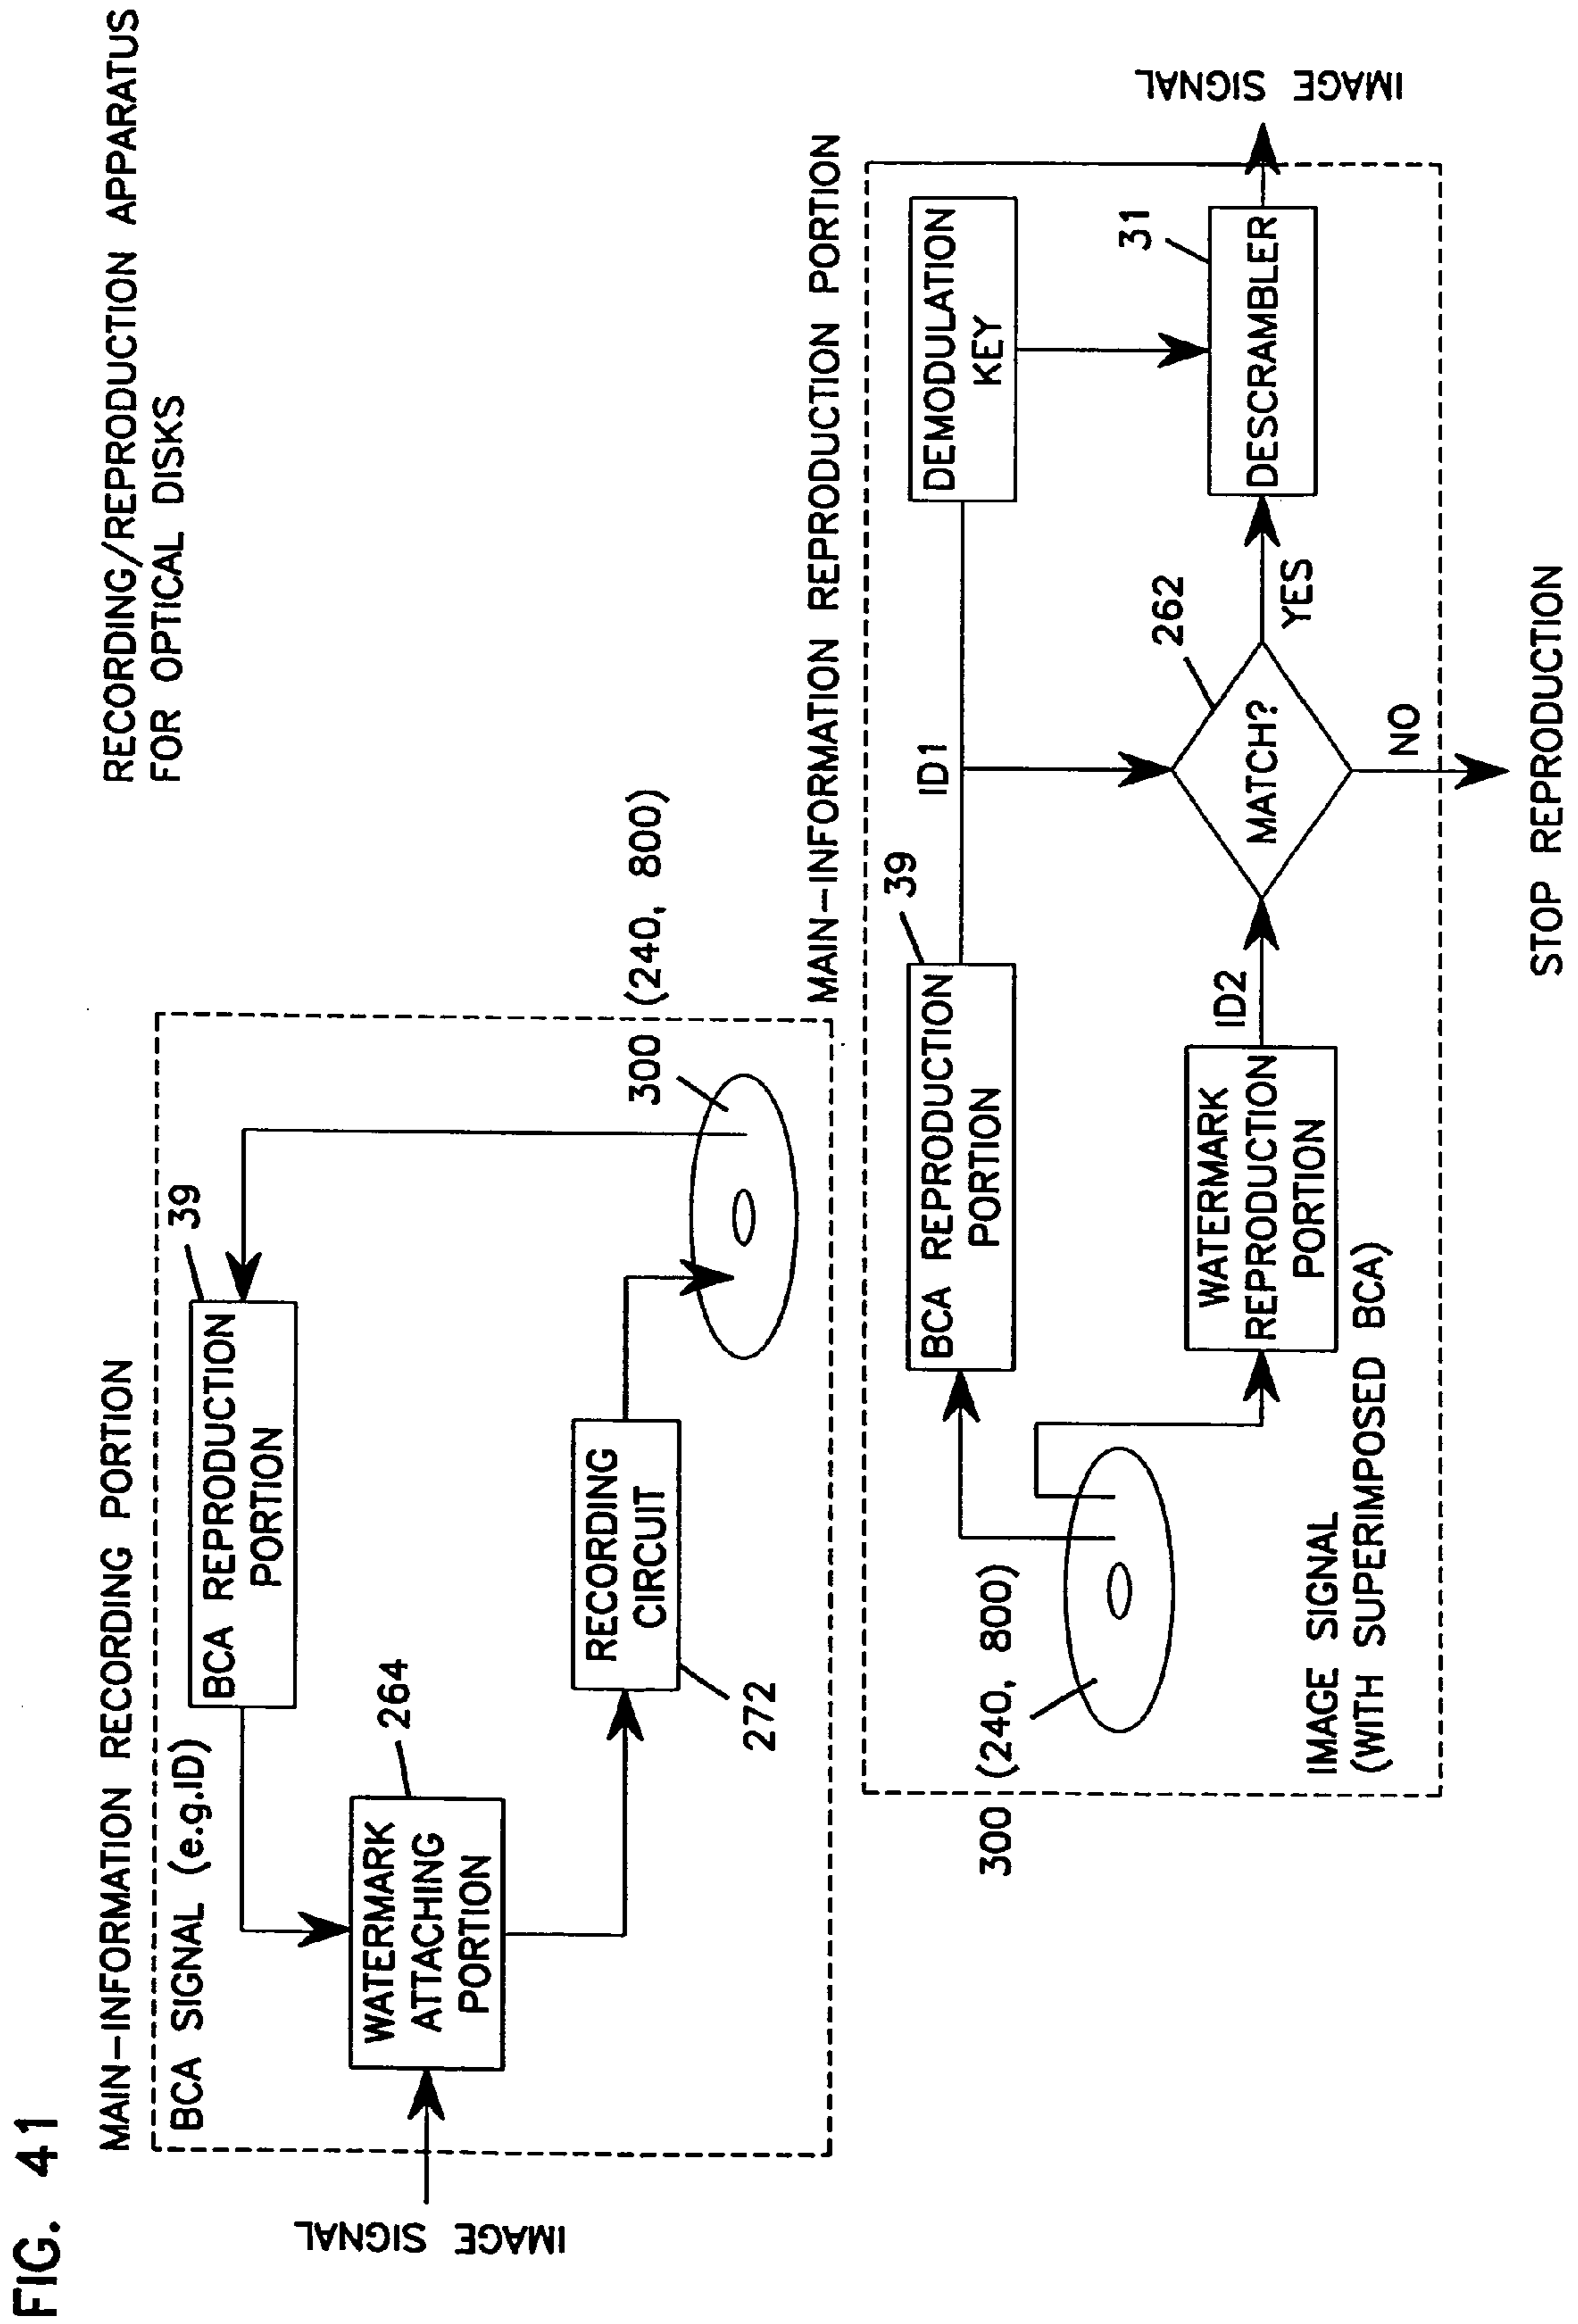 FIG. 41
RECORDING/REPRODUCTION APPARATUS
FOR OPTICAL DISKS
MAIN-INFORMATION RECORDING PORTION
BCA SIGNAL (e.g.ID)
39
BCA REPRODUCTION
PORTION
264
WATERMARK
ATTACHING
PORTION
IMAGE SIGNAL
RECORDING
CIRCUIT
272
300 (240, 800)
MAIN-INFORMATION REPRODUCTION PORTION
300 (240, 800)
39
BCA REPRODUCTION
PORTION
ID1
DEMODULATION
KEY
WATERMARK
REPRODUCTION
PORTION
ID2
262
MATCH?
YES
NO
31
DESCRAMBLER
IMAGE SIGNAL
IMAGE SIGNAL
(WITH SUPERIMPOSED BCA)
STOP REPRODUCTION